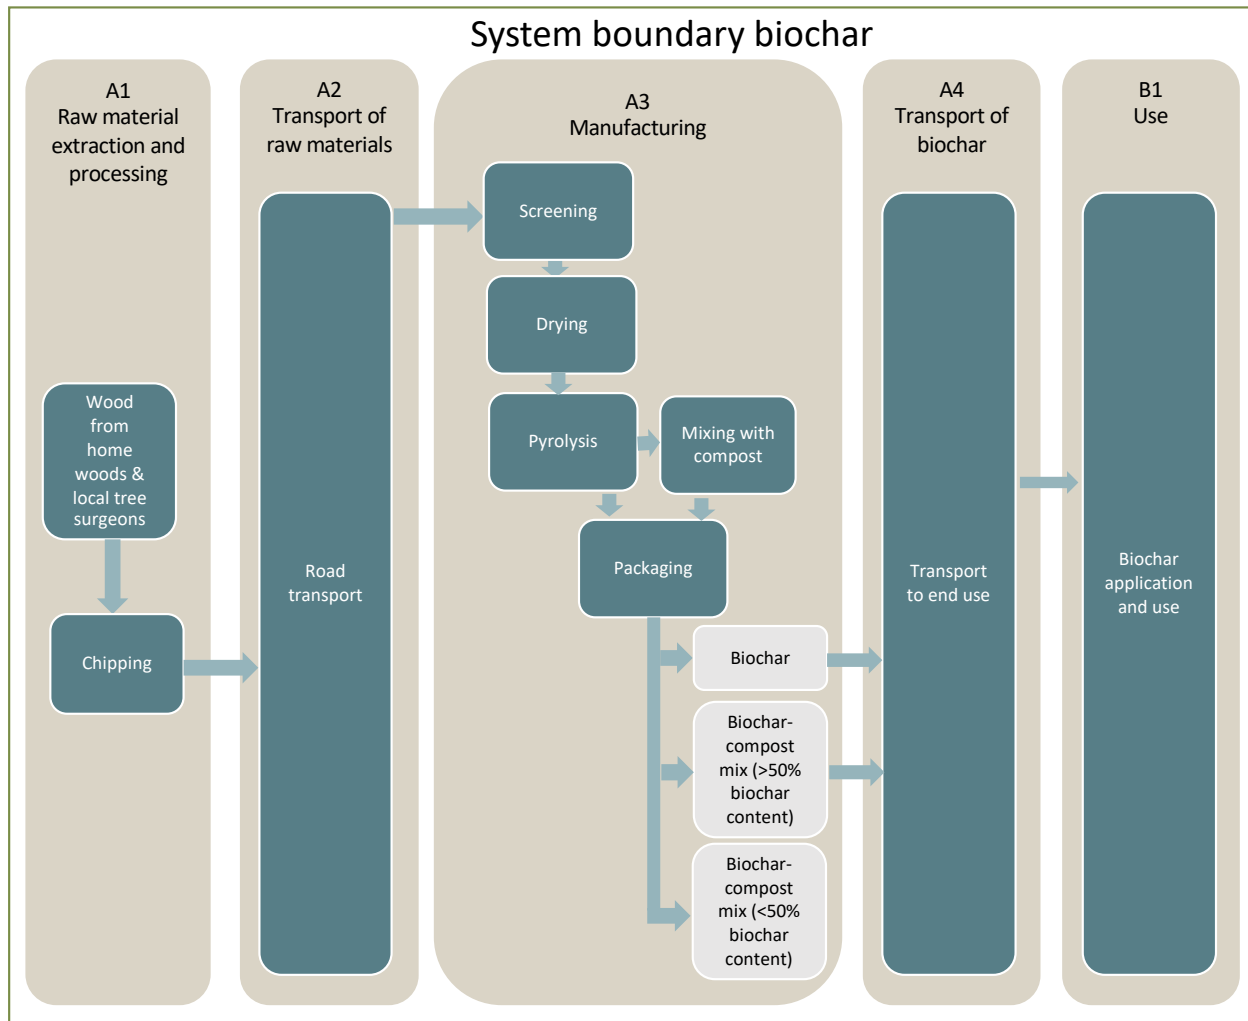 System boundary biochar
A1
Raw material
extraction and
processing
Wood
from
home
woods &
local tree
surgeons
Chipping
A2
Transport of
raw materials
Road
transport
A3
Manufacturing
Screening
Drying
Pyrolysis
Mixing with
compost
Packaging
Biochar
Biochar-
compost
mix (>50%
biochar
content)
Biochar-
compost
mix (<50%
biochar
content)
A4
Transport of
biochar
Transport
to end use
B1
Use
Biochar
application
and use